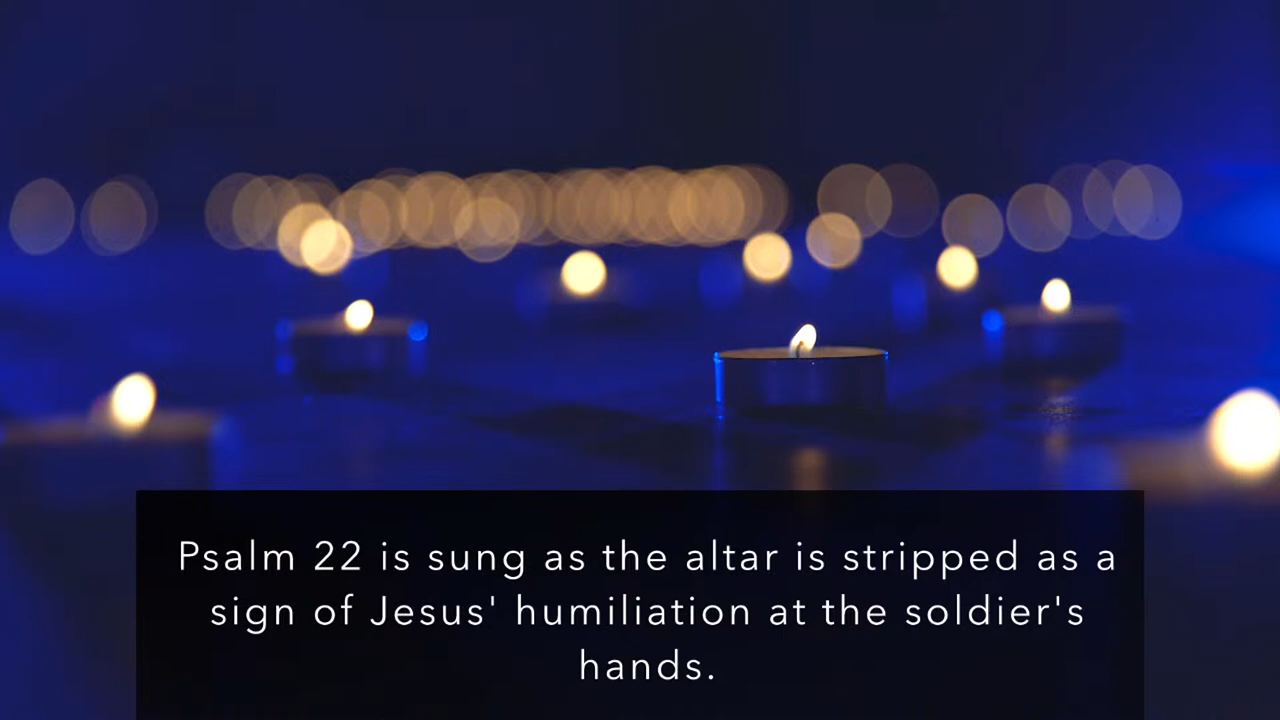 Psalm 22 is sung as the altar is stripped as a
sign of Jesus' humiliation at the soldier's
hands.